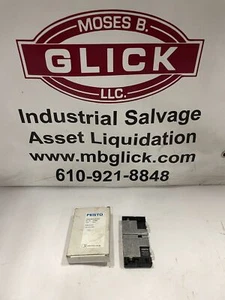 MOSES B.
GLICK
LLC.
Industrial Salvage
Asset Liquidation
www.mbglick.com
610-921-8848
FESTO